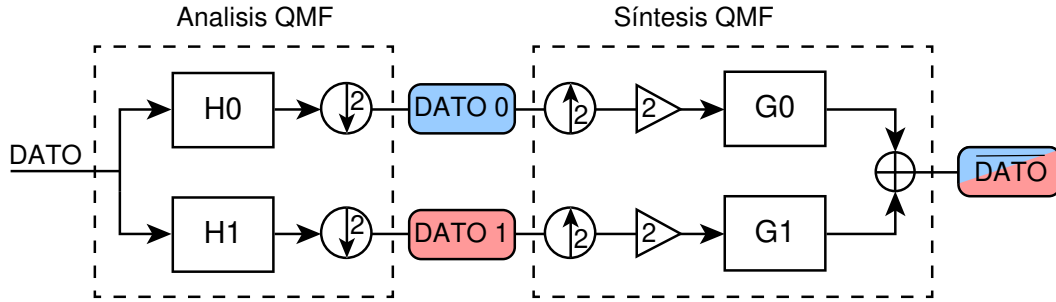 Analisis QMF
Síntesis QMF
H0
2
DATO 0
2
2
G0
DATO
DATO
H1
2
DATO 1
2
2
G1